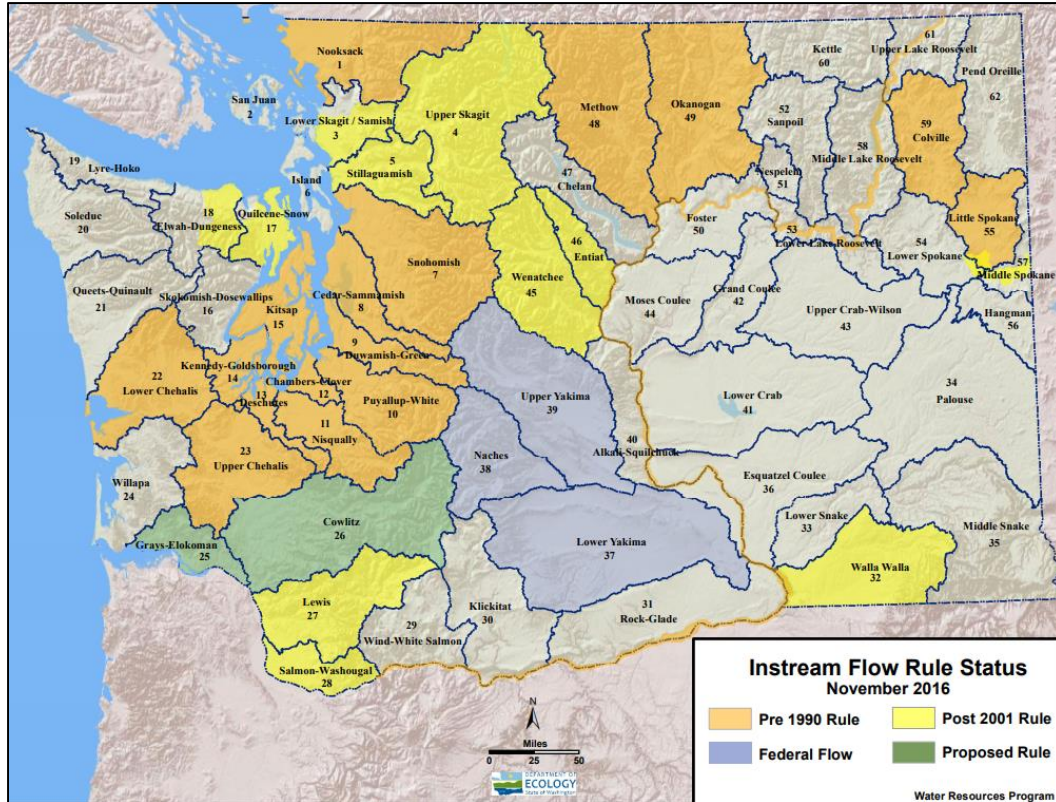 Nooksack
1
San Juan
2
Lower Skagit / Samish
3
Upper Skagit
4
5
Stillaguamish
Island
6
Methow
48
Okanogan
49
Kettle
60
61
Upper Lake Roosevelt
Pend Oreille
62
52
Sanpoil
58
Middle Lake Roosevelt
59
Colville
Nespelem
51
47
Chelan
19
Lyre-Hoko
Soleduc
20
18
Elwah-Dungeness
Quilcene-Snow
17
Queets-Quinault
21
Skokomish-Dosewallips
16
Kitsap
15
Snohomish
7
Cedar-Sammamish
8
9
Duwamish-Green
46
Entiat
Wenatchee
45
Foster
50
53
Lower Lake Roosevelt
54
Lower Spokane
Little Spokane
55
57
Middle Spokane
Hangman
56
Moses Coulee
44
Grand Coulee
42
Upper Crab-Wilson
43
22
Lower Chehalis
Kennedy-Goldsborough
14
13
Deschutes
Chambers-Clover
12
Puyallup-White
10
11
Nisqually
23
Upper Chehalis
Upper Yakima
39
Naches
38
40
Alkali-Squilchuck
Lower Crab
41
34
Palouse
Esquatzel Coulee
36
Lower Snake
33
Middle Snake
35
Willapa
24
Grays-Elokoman
25
Cowlitz
26
Lower Yakima
37
Walla Walla
32
Lewis
27
29
Wind-White Salmon
Klickitat
30
31
Rock-Glade
Salmon-Washougal
28
N
Miles
0 25 50
DEPARTMENT OF
ECOLOGY
State of Washington
Instream Flow Rule Status
November 2016
Pre 1990 Rule
Post 2001 Rule
Federal Flow
Proposed Rule
Water Resources Program